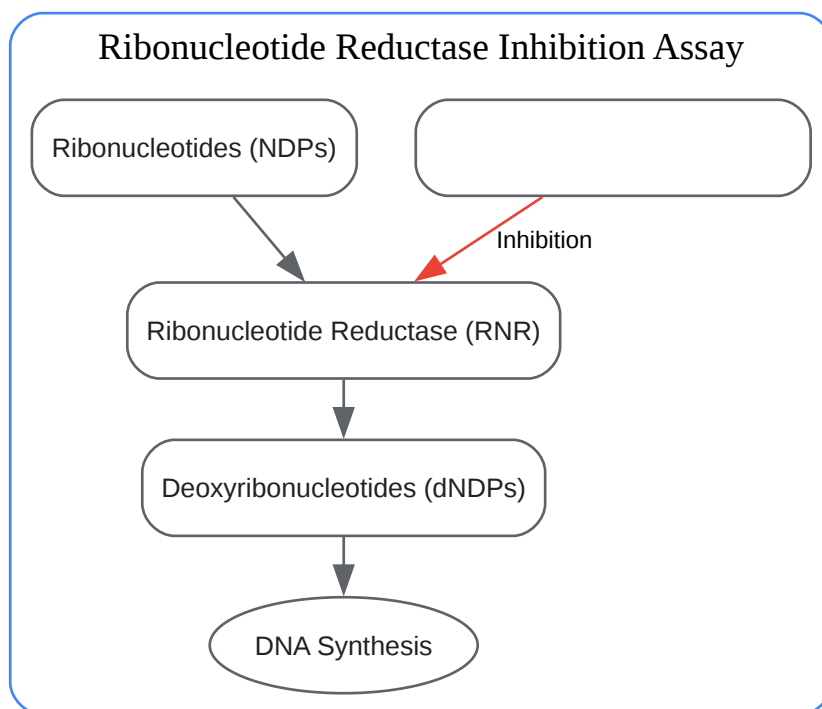 Ribonucleotide Reductase Inhibition Assay
Ribonucleotides (NDPs)
Inhibition
Ribonucleotide Reductase (RNR)
Deoxyribonucleotides (dNDPs)
DNA Synthesis